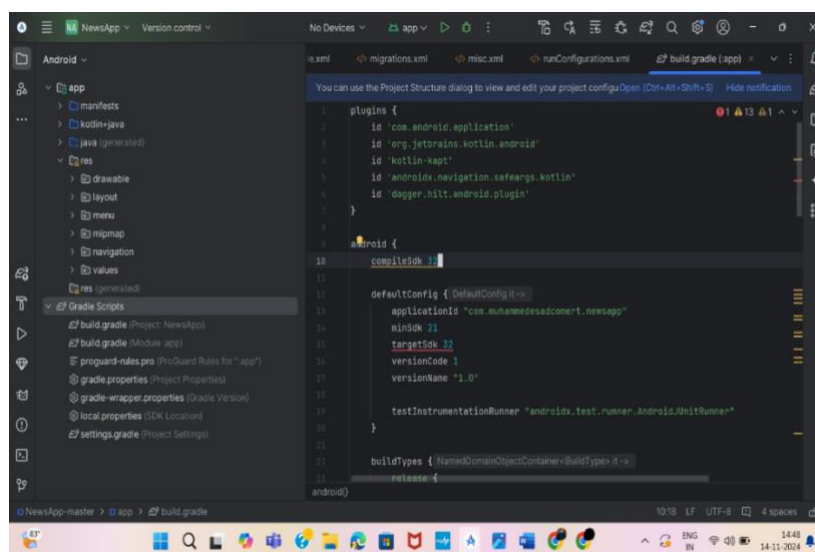 NA NewsApp Version control No Devices app
Android
migrations.xml misc.xml runConfigurations.xml build.gradle (:app)
You can use the Project Structure dialog to view and edit your project configu Open (Ctrl+Alt+Shift+S) Hide notification
app
manifests
kotlin+java
java (generated)
res
drawable
layout
menu
mipmap
navigation
values
res (generated)
Gradle Scripts
build.gradle (Project: NewsApp)
build.gradle (Module :app)
proguard-rules.pro (ProGuard Rules for ":app")
gradle.properties (Project Properties)
gradle-wrapper.properties (Gradle Version)
local.properties (SDK Location)
settings.gradle (Project Settings)
1 13 1
plugins {
id 'com.android.application'
id 'org.jetbrains.kotlin.android'
id 'kotlin-kapt'
id 'androidx.navigation.safeargs.kotlin'
id 'dagger.hilt.android.plugin'
}
android {
10 compileSdk 32
defaultConfig { DefaultConfig it ->
applicationId "com.muhammedesadcomert.newsapp"
minSdk 21
targetSdk 32
versionCode 1
versionName "1.0"
testInstrumentationRunner "androidx.test.runner.AndroidJUnitRunner"
}
buildTypes { NamedDomainObjectContainer<BuildType> it ->
release {
android{}
NewsApp-master > app > build.gradle 10:18 LF UTF-8 4 spaces
83° ENG 14:48
IN 14-11-2024